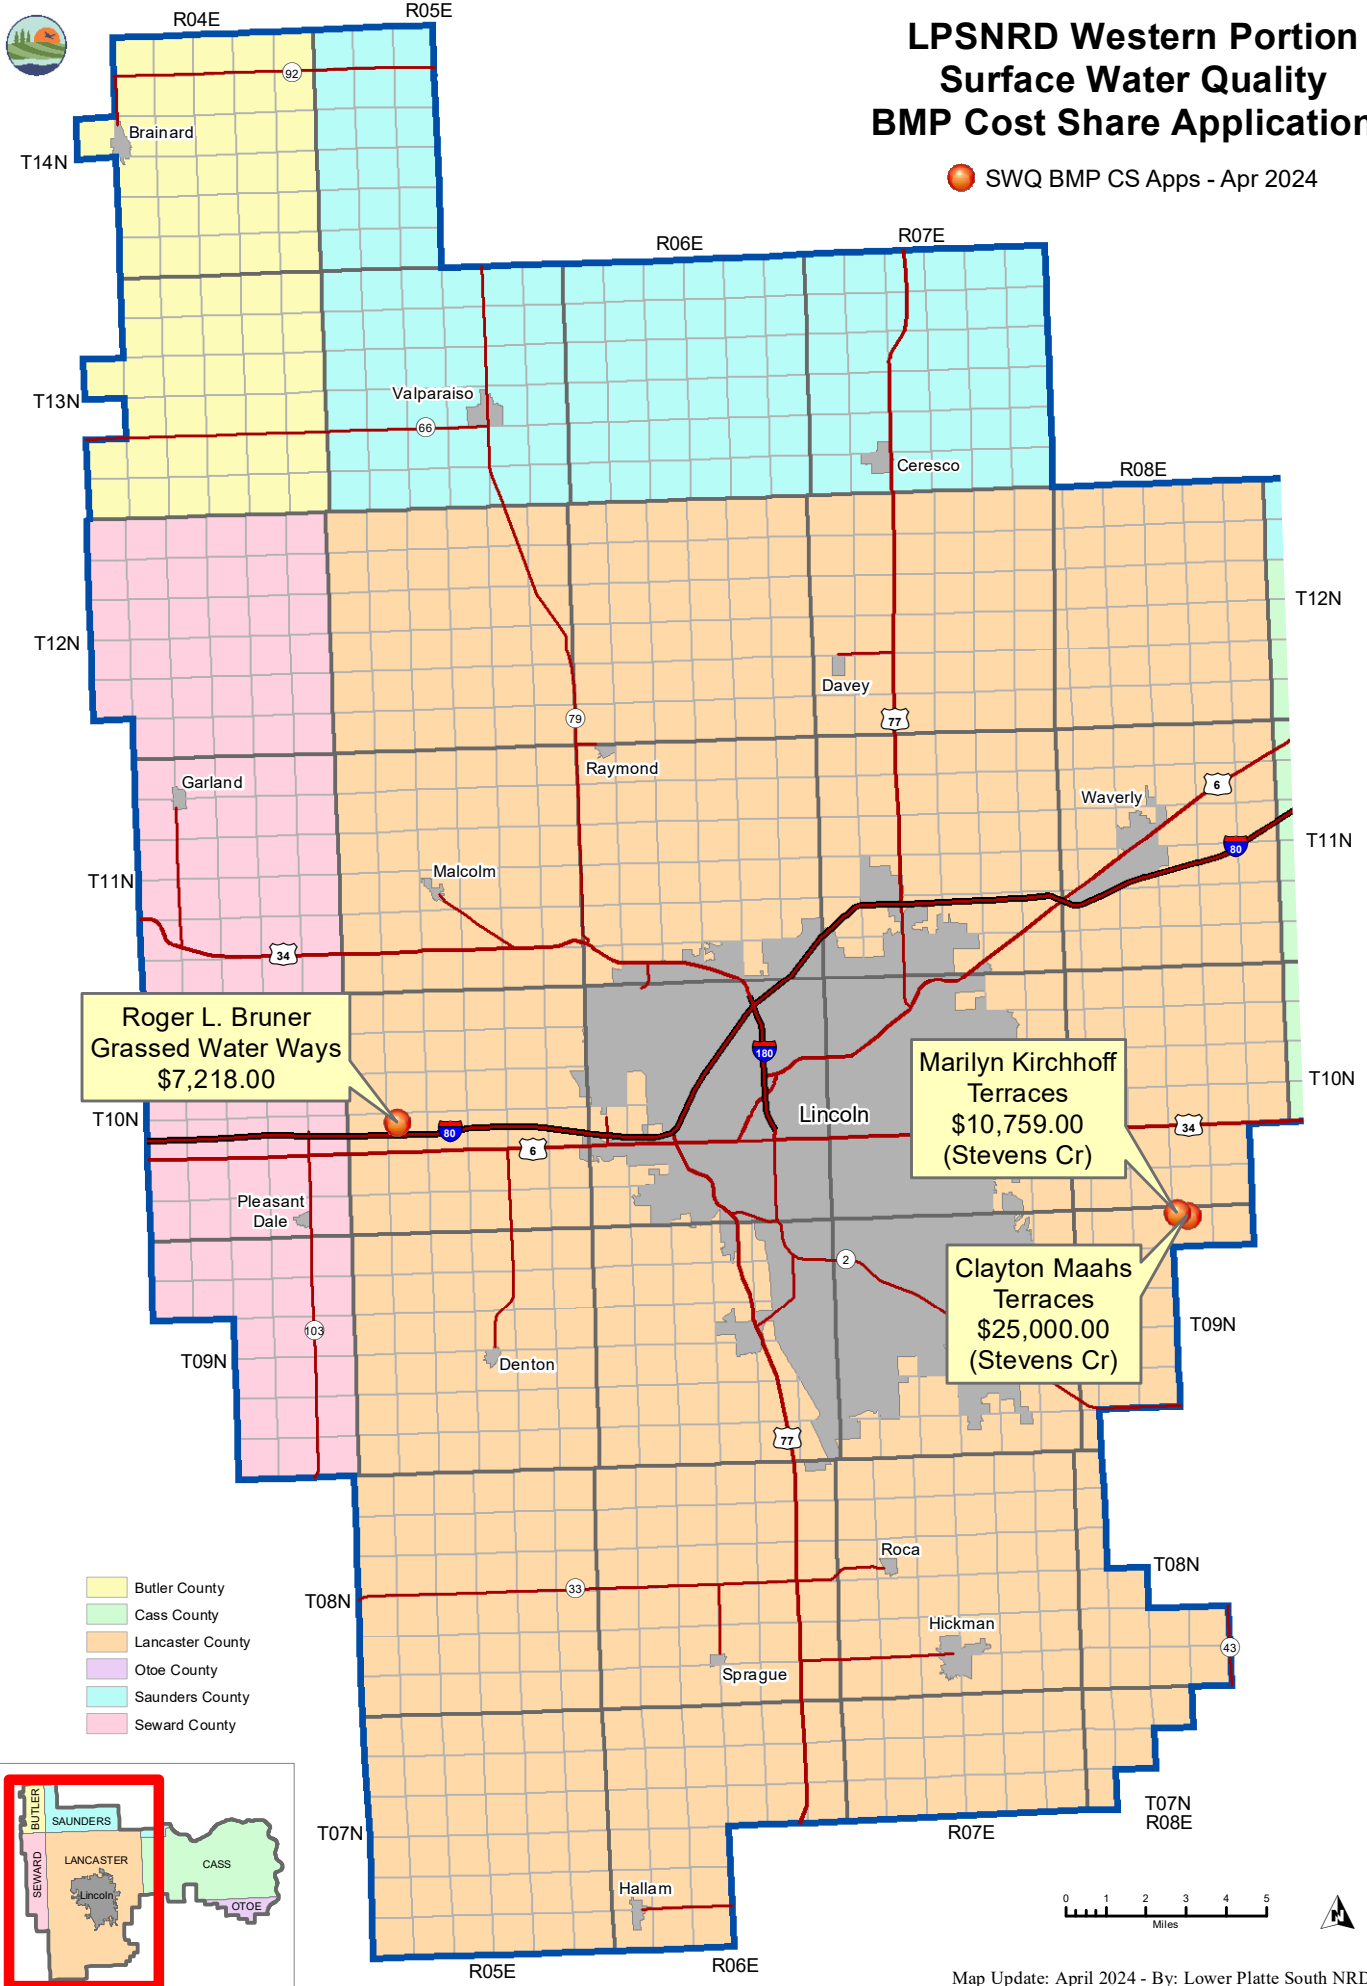 LPSNRD Western Portion
Surface Water Quality
BMP Cost Share Application
SWQ BMP CS Apps - Apr 2024
R04E
R05E
92
Brainard
T14N
R06E
R07E
Valparaiso
T13N
66
Ceresco
R08E
T12N
T12N
Davey
79
77
Raymond
Garland
6
Waverly
80
T11N
Malcolm
T11N
34
Roger L. Bruner
Grassed Water Ways
$7,218.00
180
Marilyn Kirchhoff
Terraces
$10,759.00
(Stevens Cr)
T10N
T10N
Lincoln
80
34
6
Pleasant
Dale
2
Clayton Maahs
Terraces
$25,000.00
(Stevens Cr)
103
T09N
T09N
Denton
77
Roca
T08N
33
T08N
Hickman
43
Sprague
Butler County
Cass County
Lancaster County
Otoe County
Saunders County
Seward County
T07N
R08E
T07N
R07E
Hallam
BUTLER
SAUNDERS
SEWARD
LANCASTER
Lincoln
CASS
OTOE
0 1 2 3 4 5
Miles
N
R05E
R06E
Map Update: April 2024 - By: Lower Platte South NRD